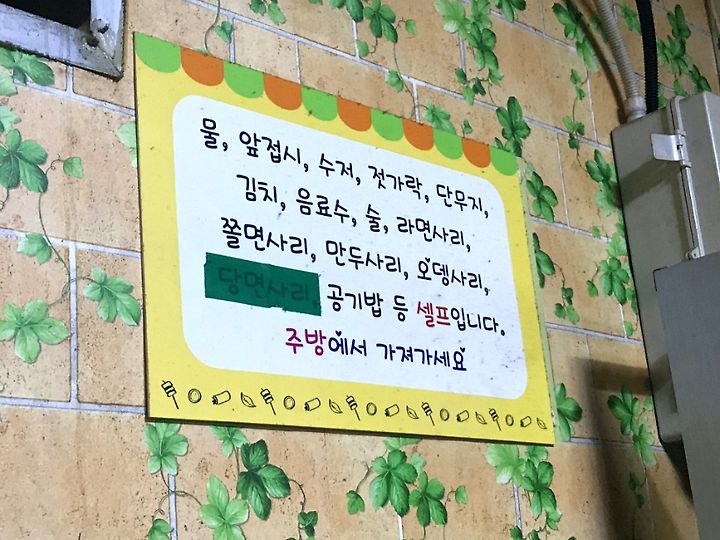 물, 앞접시, 수저, 젓가락, 단무지,
김치, 음료수, 술, 라면사리,
쫄면사리, 만두사리, 오뎅사리,
당면사리, 공기밥 등 셀프입니다.
주방에서 가져가세요